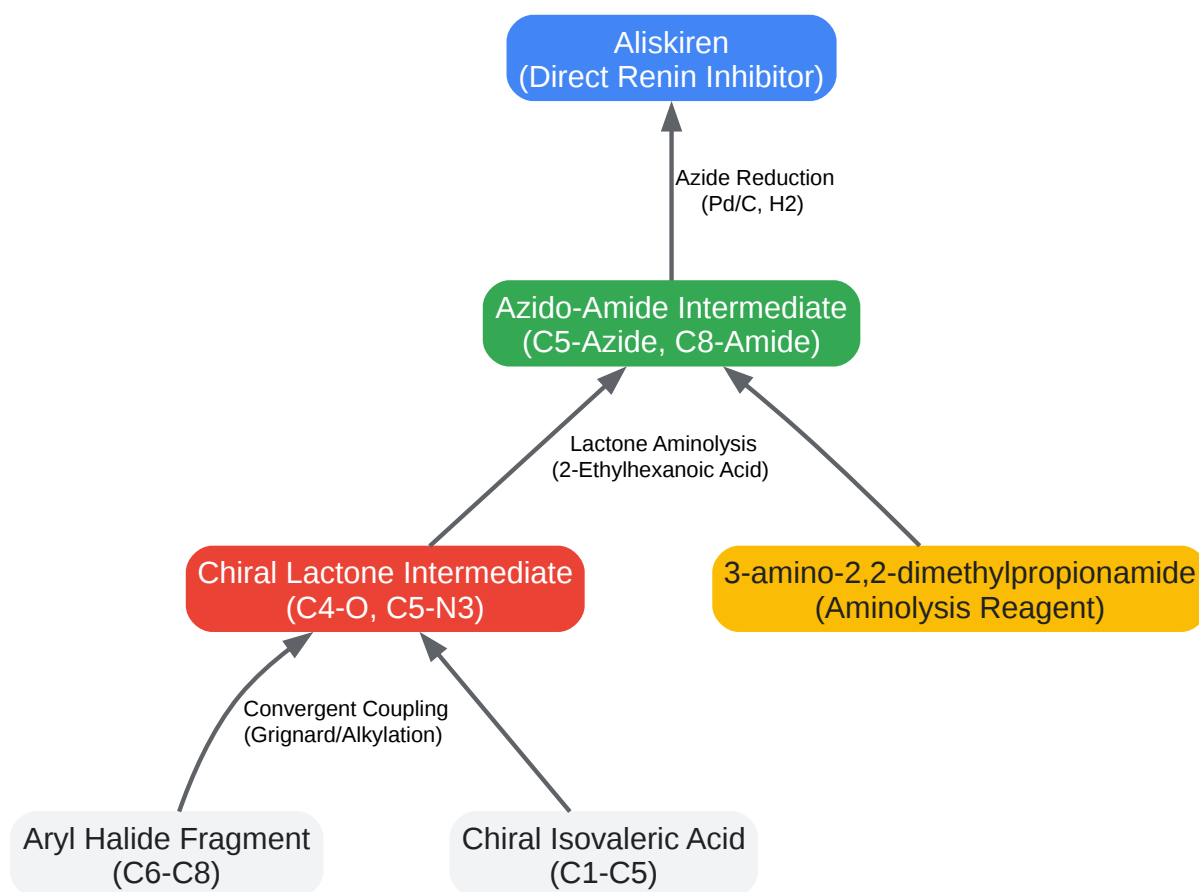 Aliskiren
(Direct Renin Inhibitor)
Azide Reduction
(Pd/C, H2)
Azido-Amide Intermediate
(C5-Azide, C8-Amide)
Lactone Aminolysis
(2-Ethylhexanoic Acid)
Chiral Lactone Intermediate
(C4-O, C5-N3)
3-amino-2,2-dimethylpropionamide
(Aminolysis Reagent)
Convergent Coupling
(Grignard/Alkylation)
Aryl Halide Fragment
(C6-C8)
Chiral Isovaleric Acid
(C1-C5)